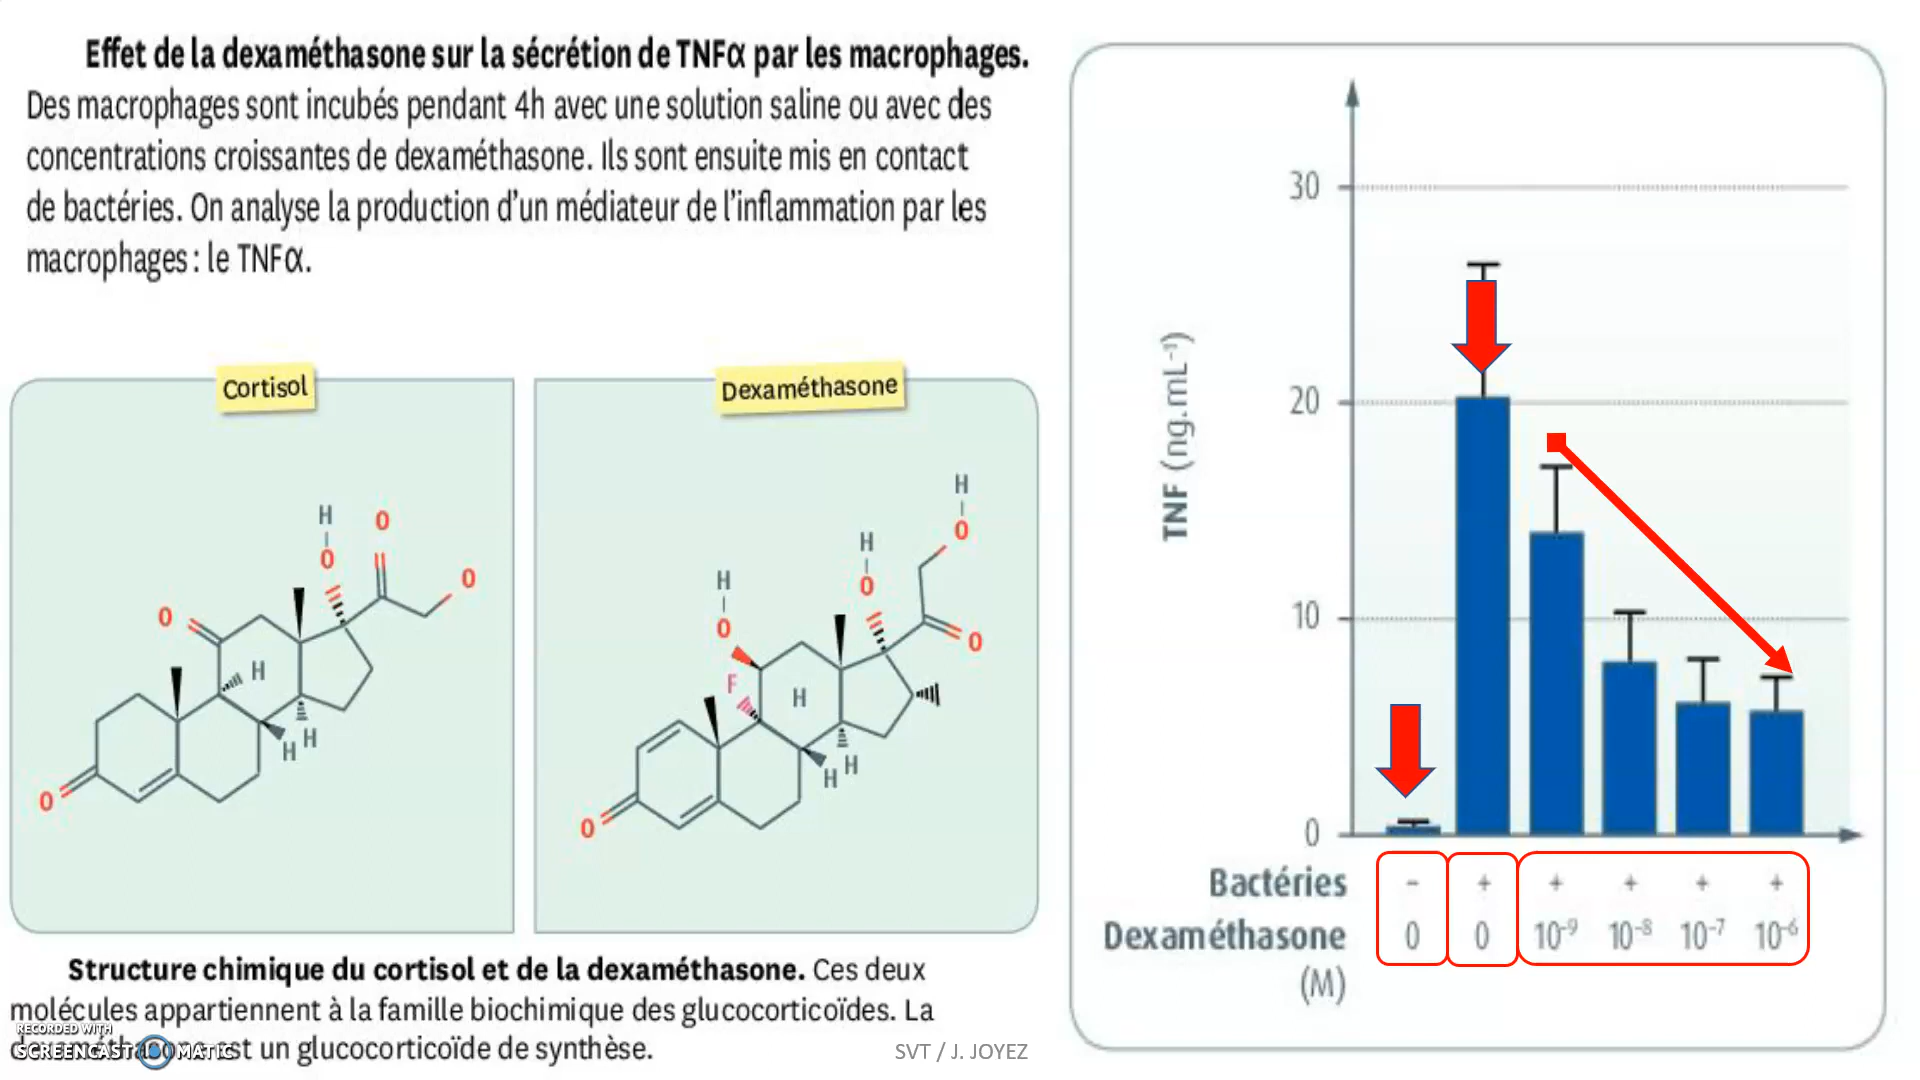 Effet de la dexaméthasone sur la sécrétion de TNFα par les macrophages.
Des macrophages sont incubés pendant 4h avec une solution saline ou avec des
concentrations croissantes de dexaméthasone. Ils sont ensuite mis en contact
de bactéries. On analyse la production d'un médiateur de l'inflammation par les
macrophages : le TNFα.
Cortisol
H
O
O
O
O
H
H
H
O
Dexaméthasone
H
O
H
O
H
O
O
F
H
H
H
O
Structure chimique du cortisol et de la dexaméthasone. Ces deux
molécules appartiennent à la famille biochimique des glucocorticoïdes. La
dexaméthasone est un glucocorticoïde de synthèse.
RECORDED WITH
SCREENCAST MATIC
SVT / J. JOYEZ
TNF (ng.mL⁻¹)
30
20
10
0
Bactéries - + + + + +
Dexaméthasone 0 0 10⁻⁹ 10⁻⁸ 10⁻⁷ 10⁻⁶
(M)